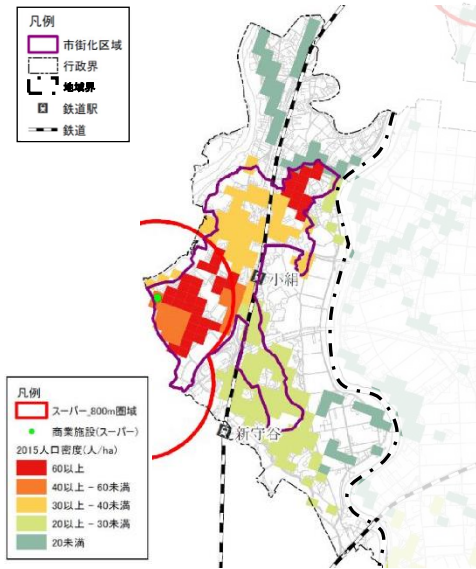 凡例
市街化区域
行政界
地域界
鉄道駅
鉄道
小絹
新守谷
凡例
スーパー_800m圏域
商業施設(スーパー)
2015人口密度(人/ha)
60以上
40以上 - 60未満
30以上 - 40未満
20以上 - 30未満
20未満